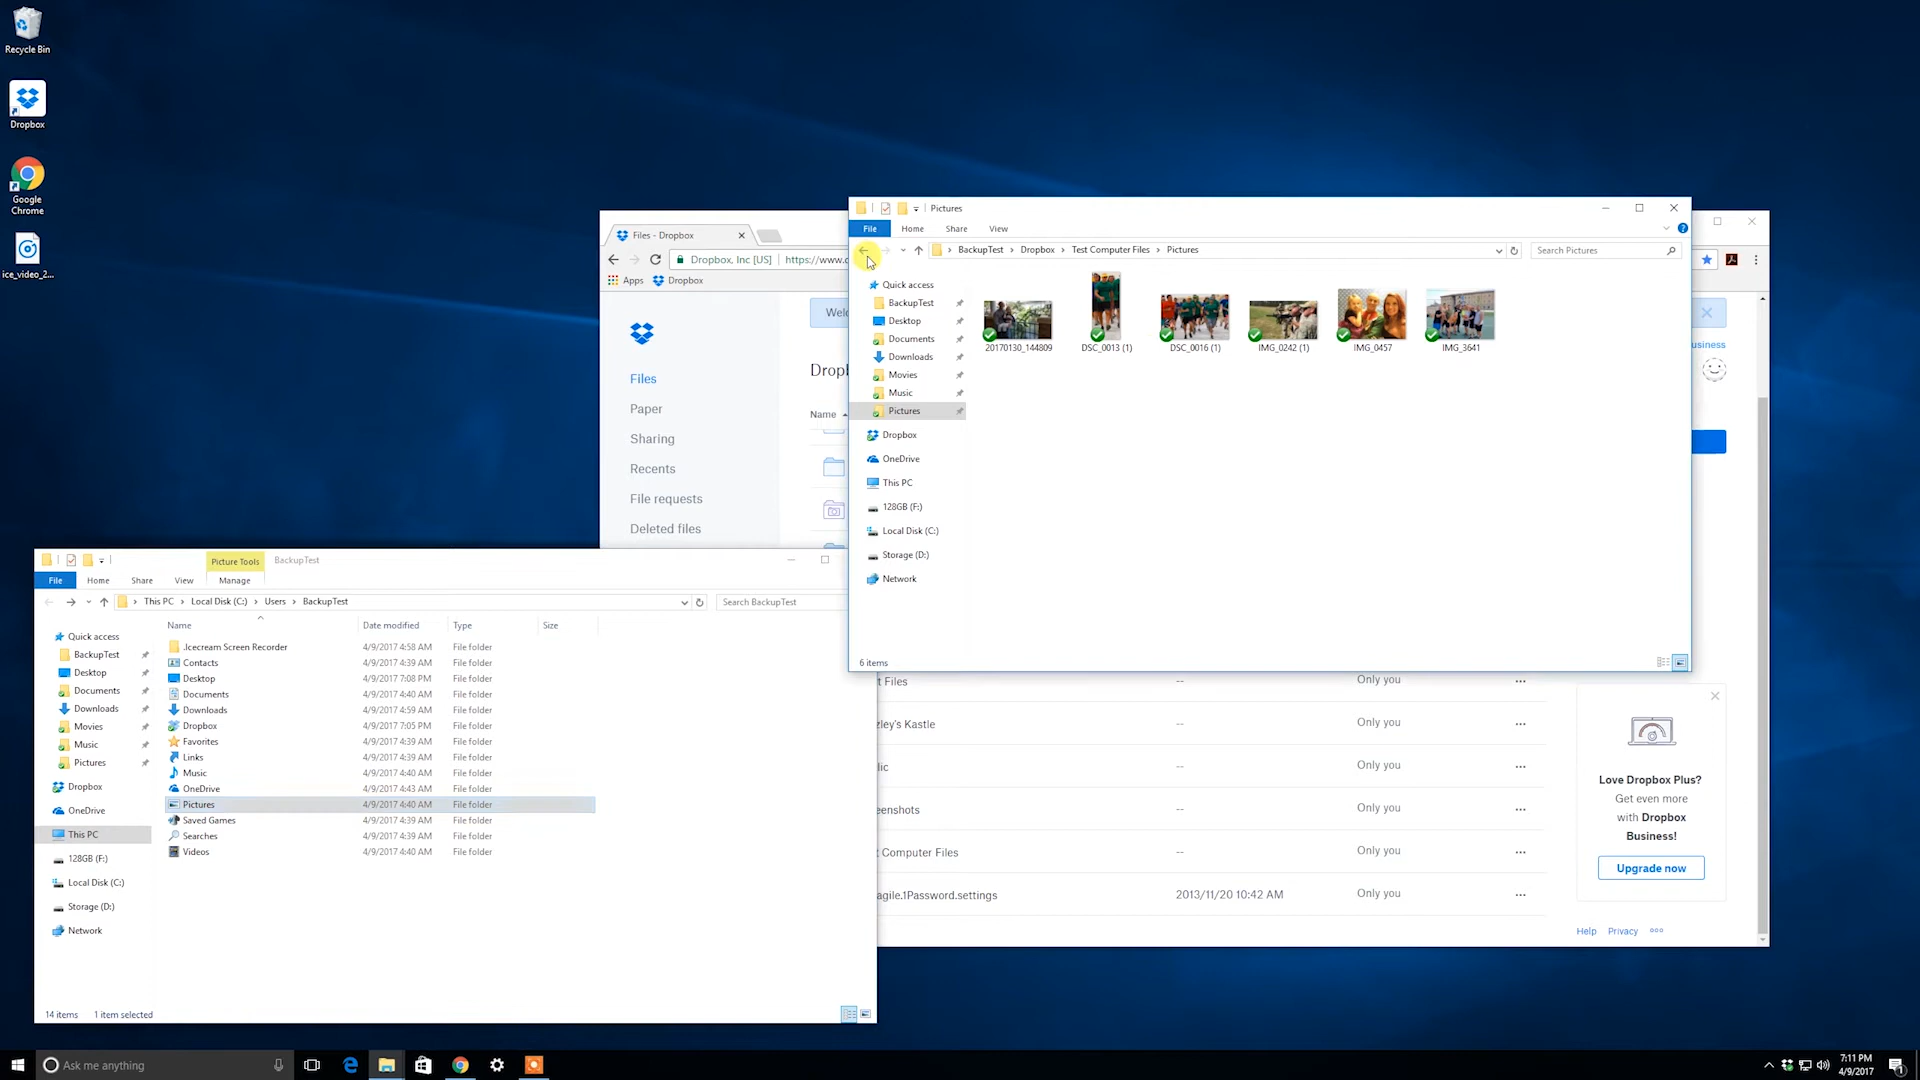 Recycle Bin
Dropbox
Google
Chrome
ice_video_2...
Files - Dropbox
Dropbox, Inc [US]
https://www.c
Apps
Dropbox
Files
Paper
Sharing
Recents
File requests
Deleted files
Welc
Dropb
Name
Pictures
File
Home
Share
View
BackupTest
Dropbox
Test Computer Files
Pictures
Search Pictures
Quick access
BackupTest
Desktop
Documents
Downloads
Movies
Music
Pictures
Dropbox
OneDrive
This PC
128GB (F:)
Local Disk (C:)
Storage (D:)
Network
20170130_144809
DSC_0013 (1)
DSC_0016 (1)
IMG_0242 (1)
IMG_0457
IMG_3641
6 items
usiness
Picture Tools
BackupTest
File
Home
Share
View
Manage
This PC
Local Disk (C:)
Users
BackupTest
Search BackupTest
Quick access
BackupTest
Desktop
Documents
Downloads
Movies
Music
Pictures
Dropbox
OneDrive
This PC
128GB (F:)
Local Disk (C:)
Storage (D:)
Network
Name Date modified Type Size
.Icecream Screen Recorder 4/9/2017 4:58 AM File folder
Contacts 4/9/2017 4:39 AM File folder
Desktop 4/9/2017 7:08 PM File folder
Documents 4/9/2017 4:40 AM File folder
Downloads 4/9/2017 4:59 AM File folder
Dropbox 4/9/2017 7:05 PM File folder
Favorites 4/9/2017 4:39 AM File folder
Links 4/9/2017 4:39 AM File folder
Music 4/9/2017 4:40 AM File folder
OneDrive 4/9/2017 4:43 AM File folder
Pictures 4/9/2017 4:40 AM File folder
Saved Games 4/9/2017 4:39 AM File folder
Searches 4/9/2017 4:39 AM File folder
Videos 4/9/2017 4:40 AM File folder
14 items 1 item selected
t Files -- Only you ...
zley's Kastle -- Only you ...
lic -- Only you ...
eenshots -- Only you ...
t Computer Files -- Only you ...
agile.1Password.settings 2013/11/20 10:42 AM Only you ...
Love Dropbox Plus?
Get even more
with Dropbox
Business!
Upgrade now
Help Privacy
Ask me anything
7:11 PM
4/9/2017
1